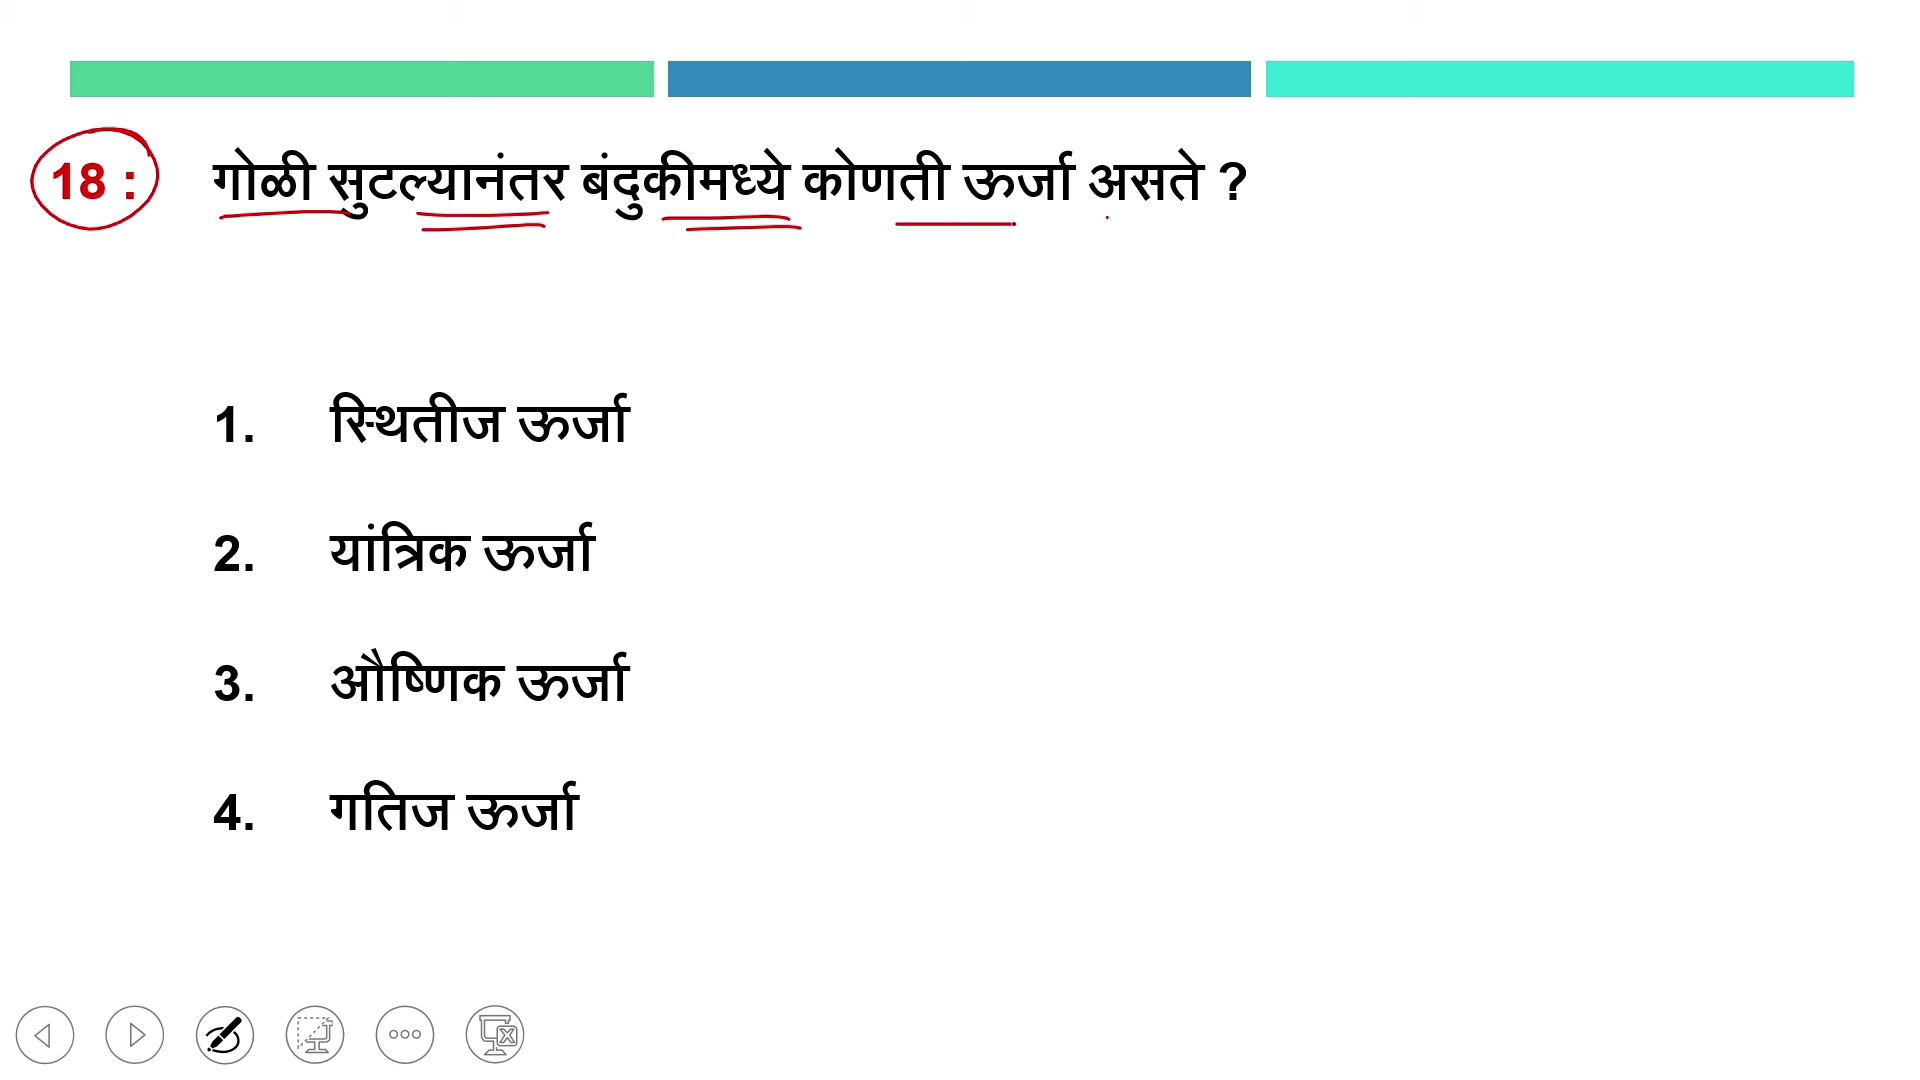 18 : गोळी सुटल्यानंतर बंदुकीमध्ये कोणती ऊर्जा असते ?
1. स्थितीज ऊर्जा
2. यांत्रिक ऊर्जा
3. औष्णिक ऊर्जा
4. गतिज ऊर्जा